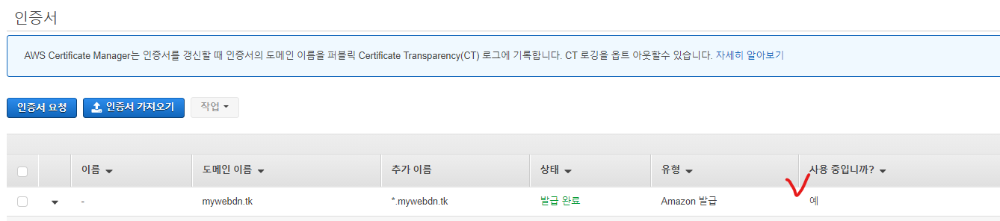 인증서
AWS Certificate Manager는 인증서를 갱신할 때 인증서의 도메인 이름을 퍼블릭 Certificate Transparency(CT) 로그에 기록합니다. CT 로깅을 옵트 아웃할수 있습니다. 자세히 알아보기
인증서 요청 인증서 가져오기 작업
이름 도메인 이름 추가 이름 상태 유형 사용 중입니까?
- mywebdn.tk *.mywebdn.tk 발급 완료 Amazon 발급 예